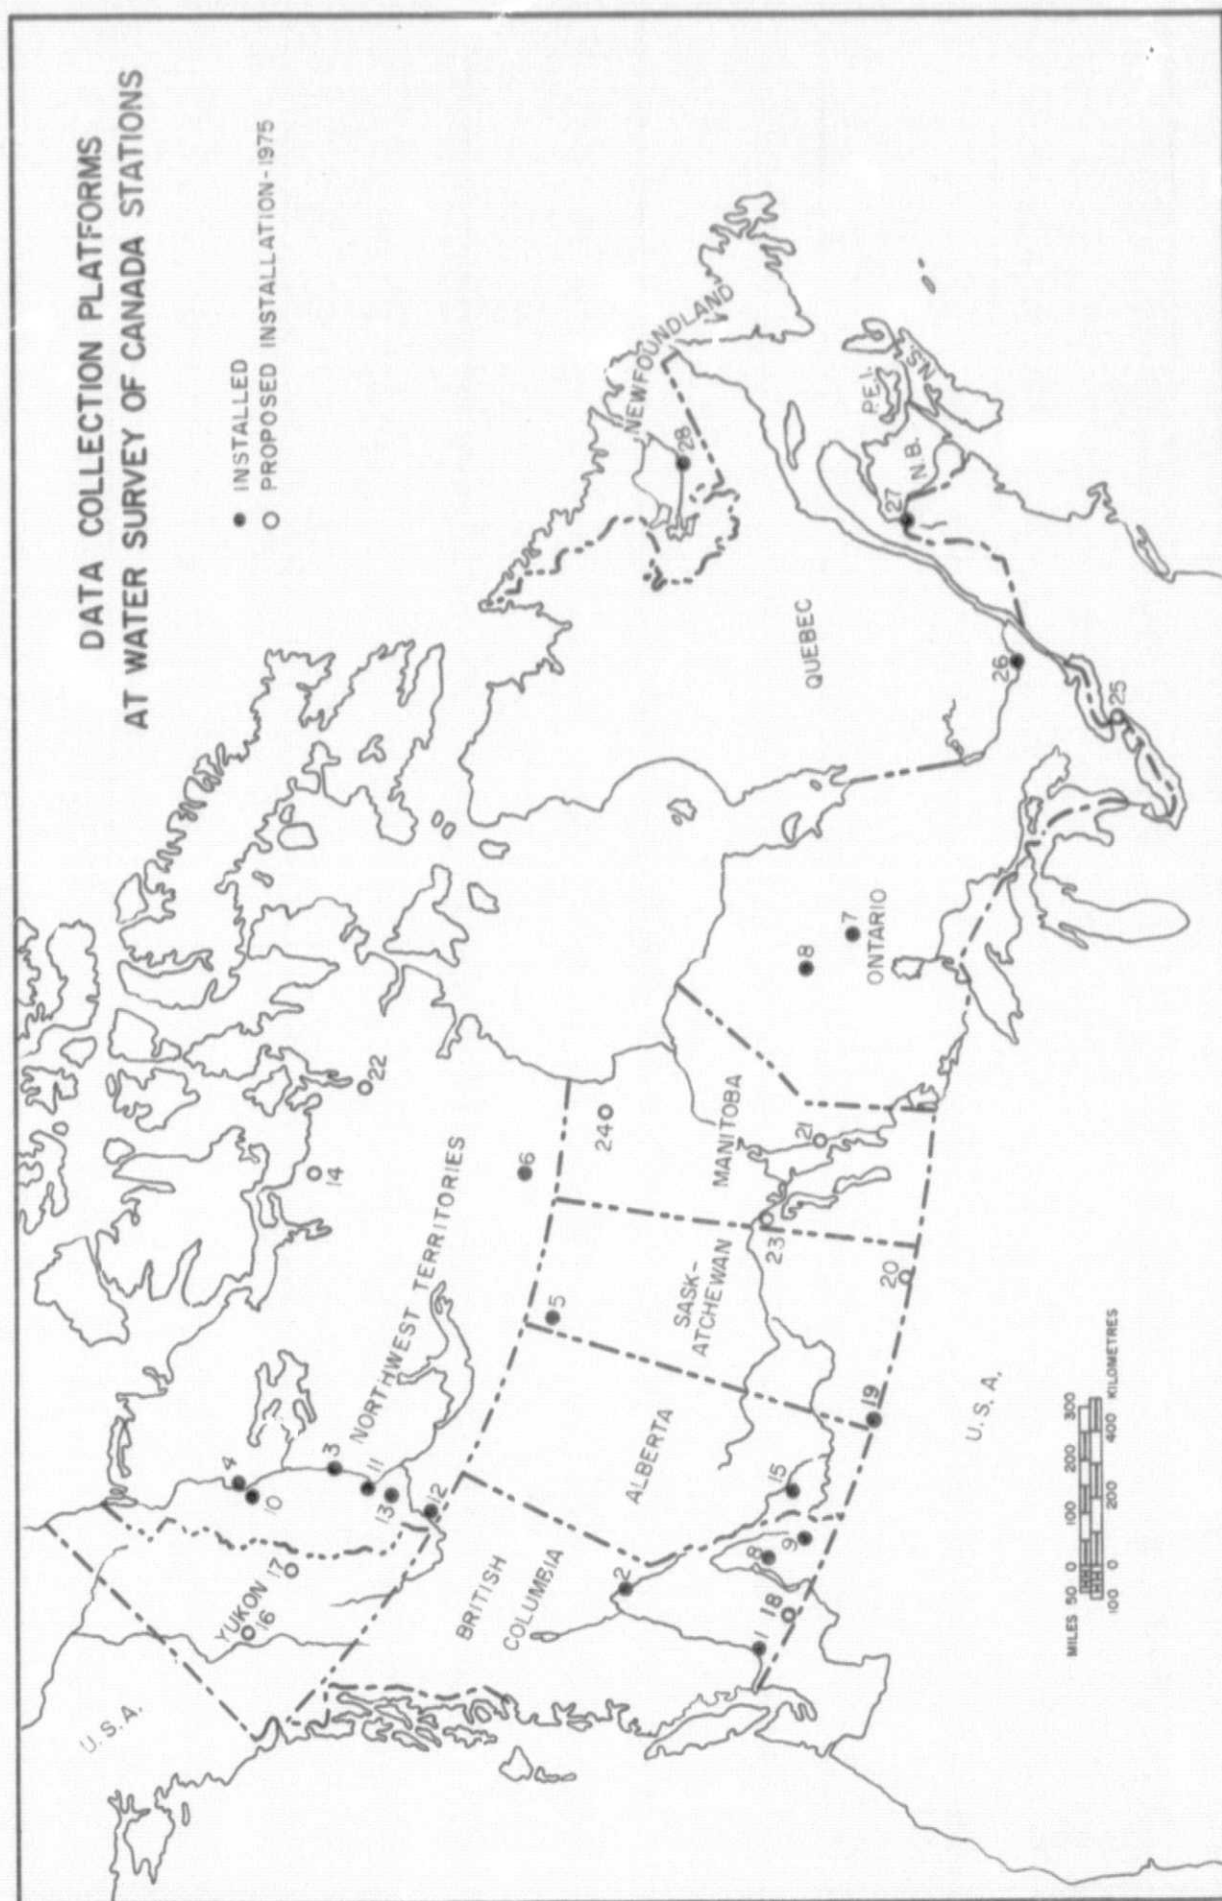 DATA COLLECTION PLATFORMS
AT WATER SURVEY OF CANADA STATIONS
● INSTALLED
○ PROPOSED INSTALLATION-1975
U.S.A.
YUKON
16
17
4
10
3
11
13
12
NORTHWEST TERRITORIES
14
22
6
5
24
BRITISH
COLUMBIA
2
1
18
8
9
ALBERTA
15
19
SASK-
ATCHEWAN
20
23
MANITOBA
21
ONTARIO
8
7
QUEBEC
26
25
NEWFOUNDLAND
28
27
N.B.
P.E.I.
N.S.
U.S.A.
MILES 50 0 100 200 300
100 0 200 400 KILOMETRES